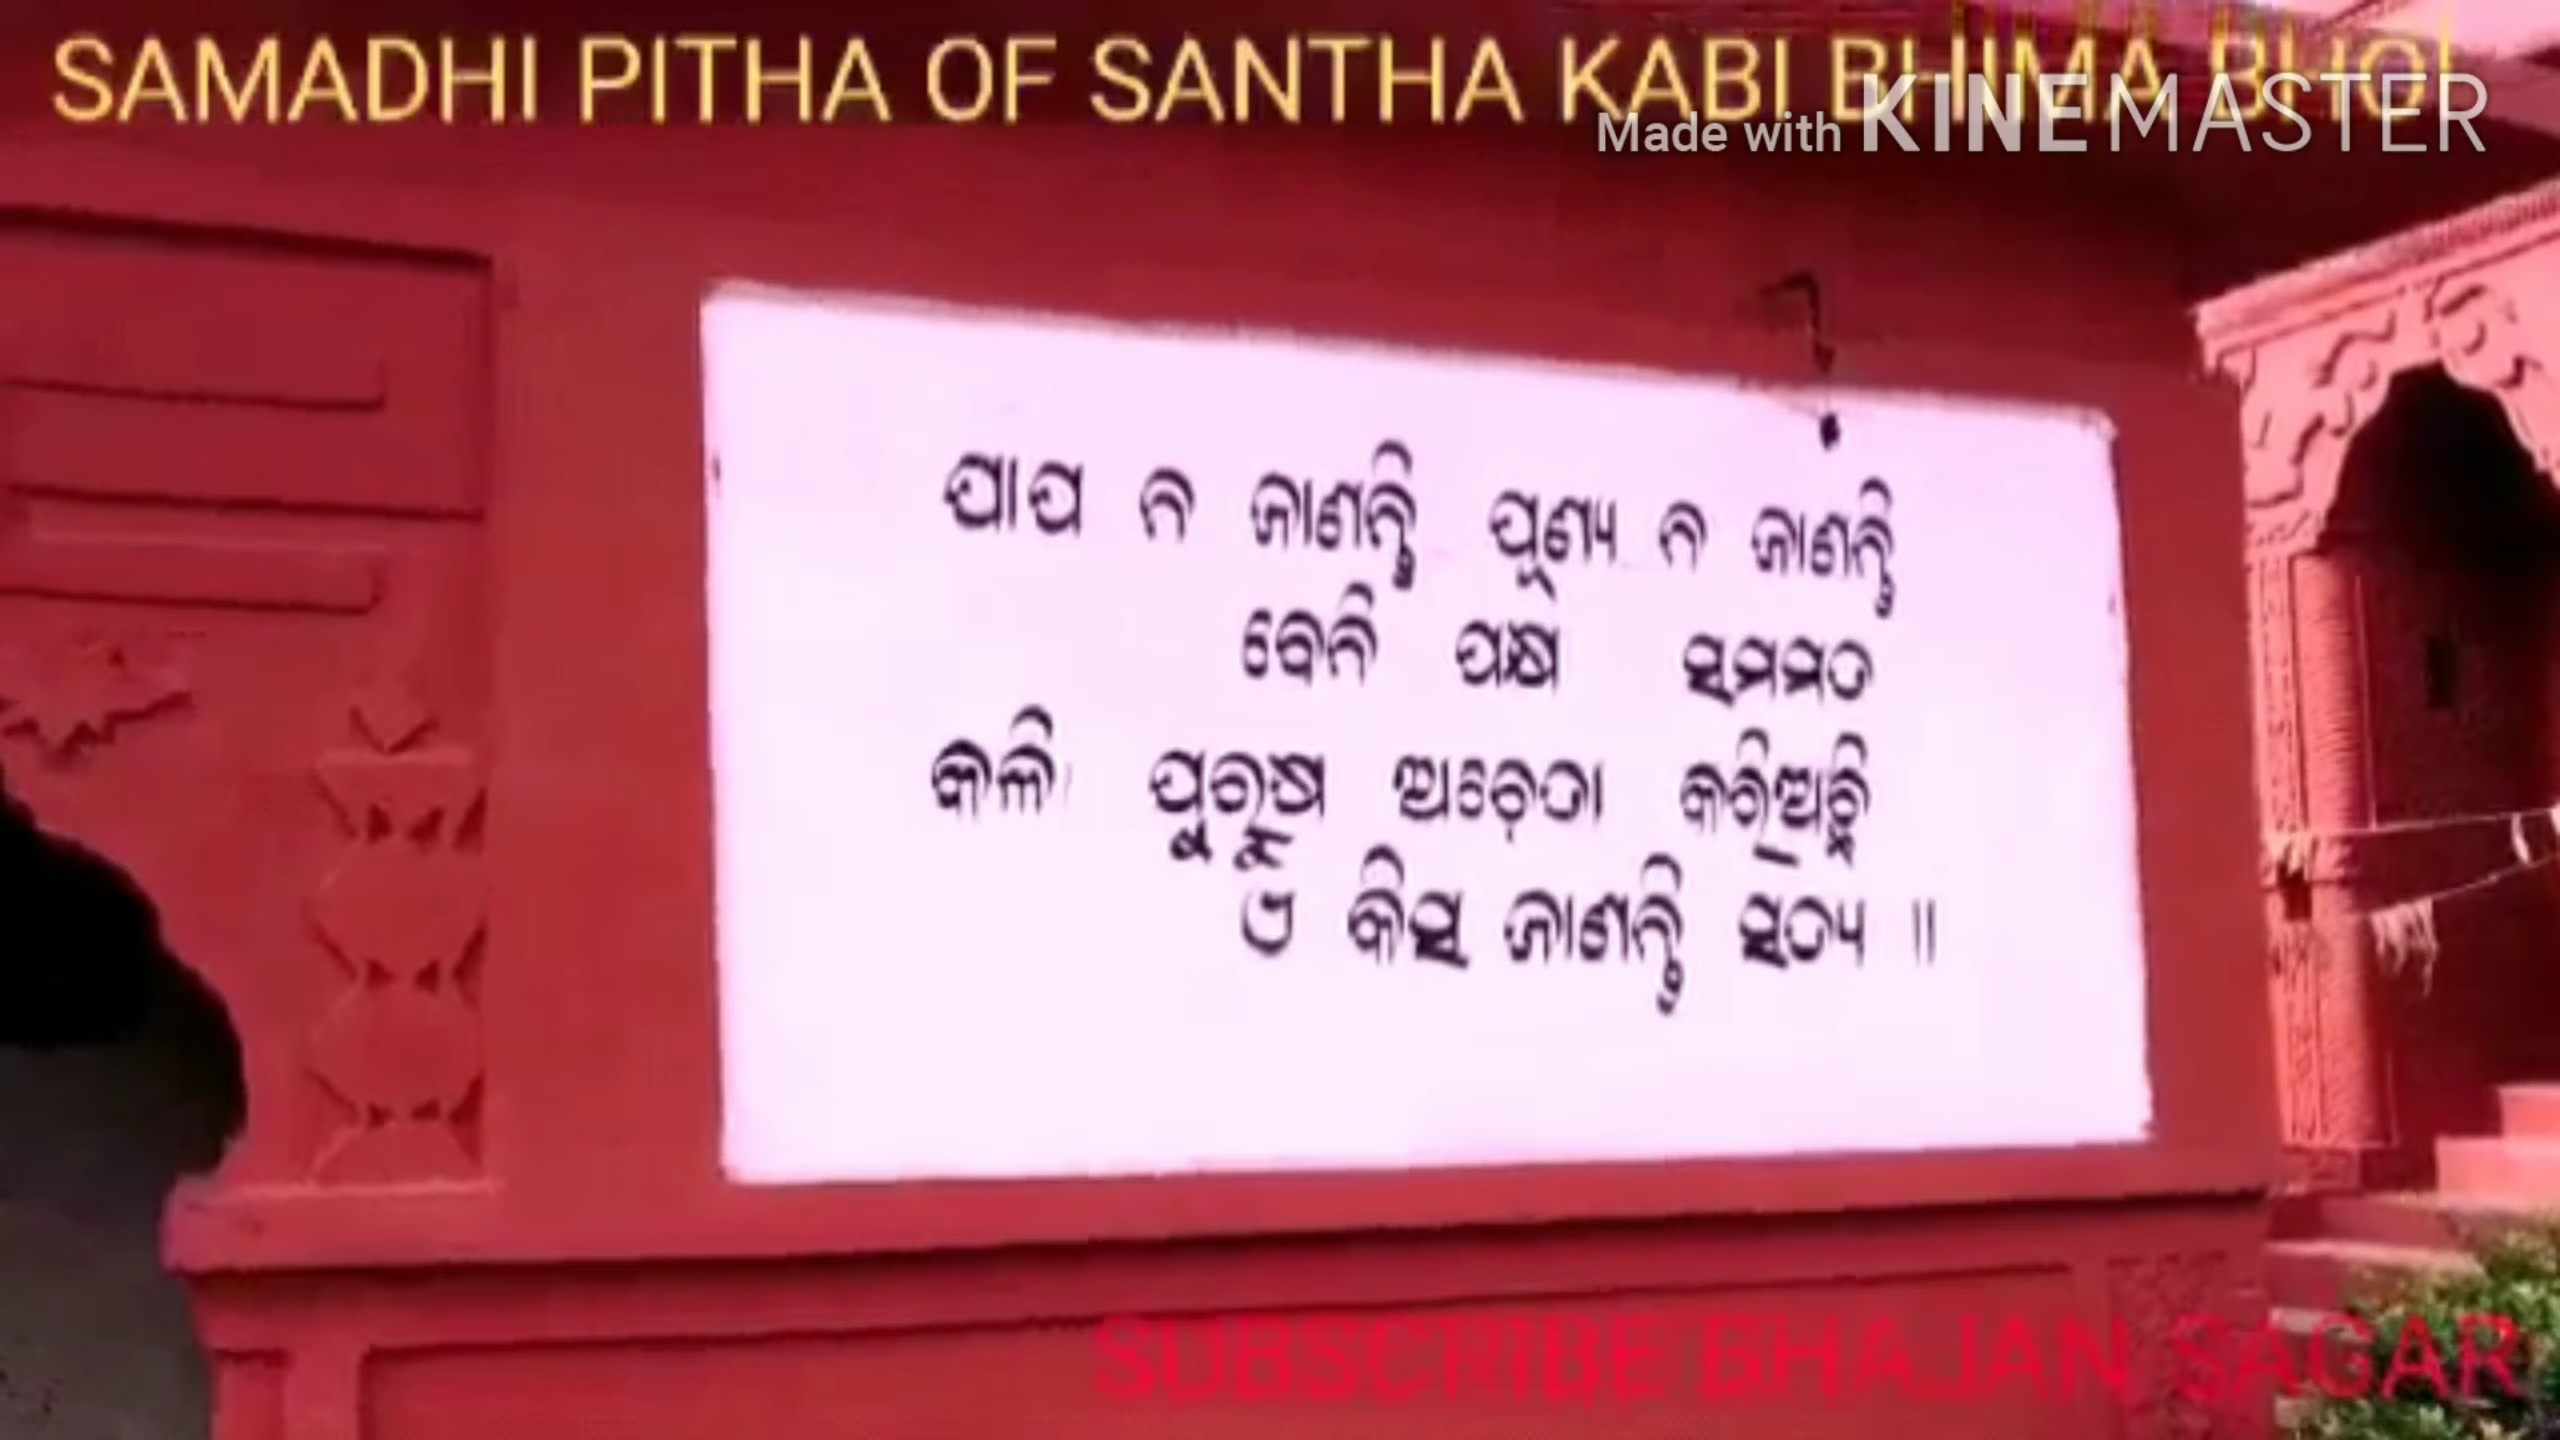 SAMADHI PITHA OF SANTHA KABI BHIMA BHOI
Made with KINEMASTER
ପାପ ନ ଜାଣନ୍ତି ପୂଣ୍ୟ ନ ଜାଣନ୍ତି
ବେନି ପକ୍ଷ ସମମତ
କଳି ପୁରୁଷ ଅଚେତା କରିଅଛି
ଏ କିସ ଜାଣନ୍ତି ସତ୍ୟ ॥
SUBSCRIBE BHAJAN SAGAR